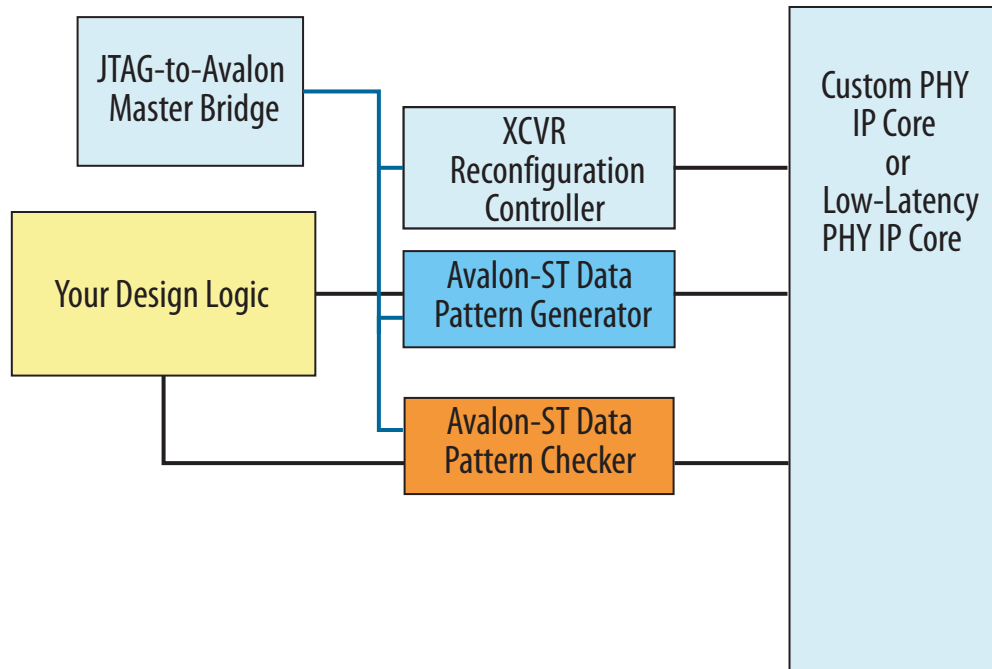 JTAG-to-Avalon
Master Bridge
XCVR
Reconfiguration
Controller
Custom PHY
IP Core
or
Low-Latency
PHY IP Core
Your Design Logic
Avalon-ST Data
Pattern Generator
Avalon-ST Data
Pattern Checker